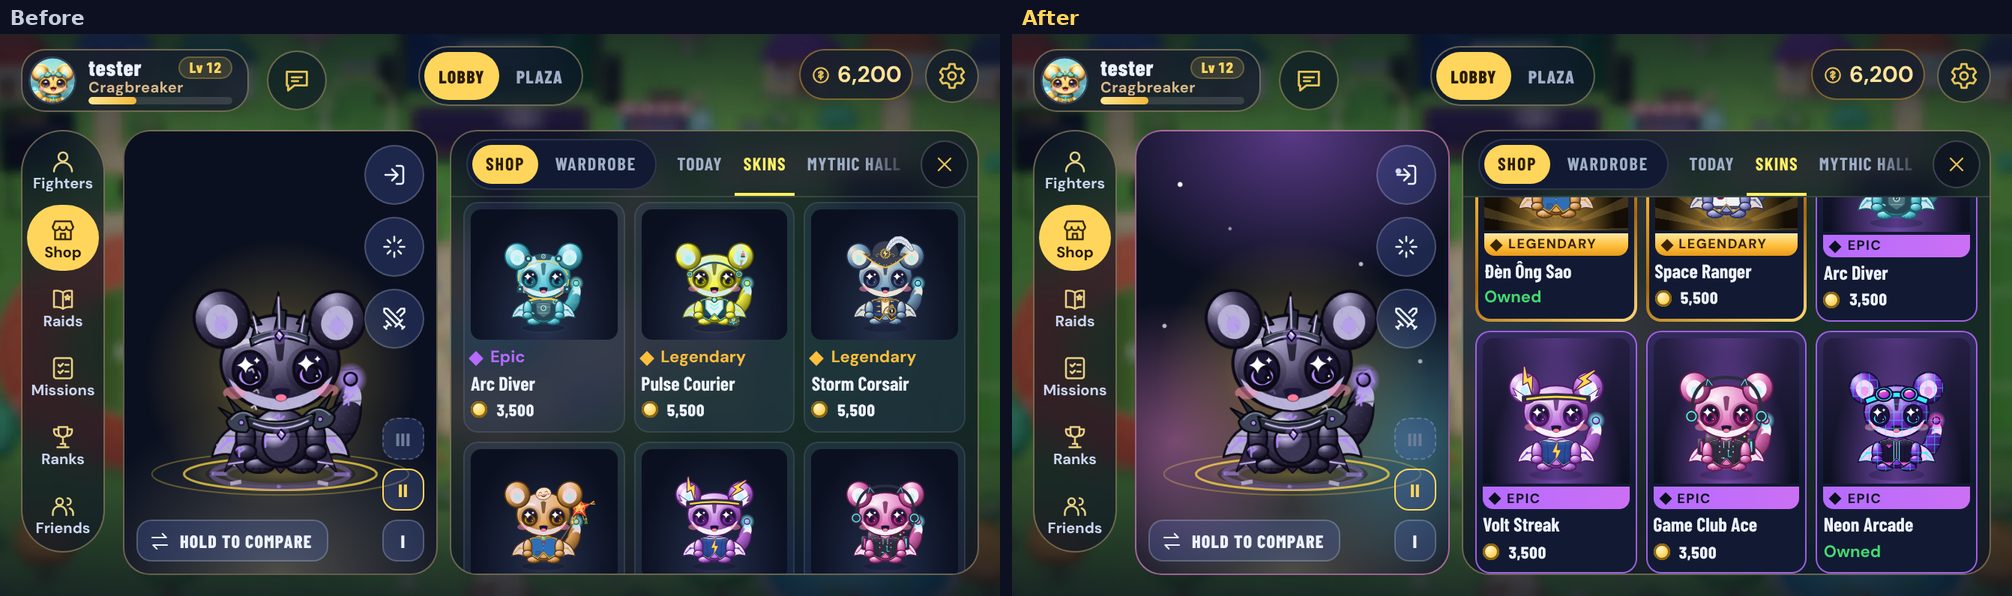 Before
tester
Lv 12
Cragbreaker
LOBBY
PLAZA
6,200
Fighters
Shop
Raids
Missions
Ranks
Friends
III
II
I
HOLD TO COMPARE
SHOP
WARDROBE
TODAY
SKINS
MYTHIC HALL
Epic
Arc Diver
3,500
Legendary
Pulse Courier
5,500
Legendary
Storm Corsair
5,500
After
tester
Lv 12
Cragbreaker
LOBBY
PLAZA
6,200
Fighters
Shop
Raids
Missions
Ranks
Friends
III
II
I
HOLD TO COMPARE
SHOP
WARDROBE
TODAY
SKINS
MYTHIC HALL
LEGENDARY
Đèn Ông Sao
Owned
LEGENDARY
Space Ranger
5,500
EPIC
Arc Diver
3,500
EPIC
Volt Streak
3,500
EPIC
Game Club Ace
3,500
EPIC
Neon Arcade
Owned